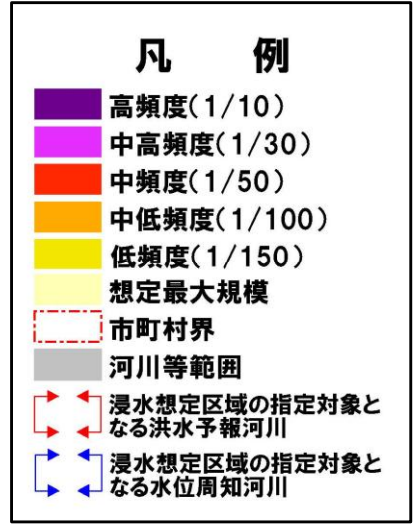 凡　例
高頻度(1/10)
中高頻度(1/30)
中頻度(1/50)
中低頻度(1/100)
低頻度(1/150)
想定最大規模
市町村界
河川等範囲
浸水想定区域の指定対象と
なる洪水予報河川
浸水想定区域の指定対象と
なる水位周知河川